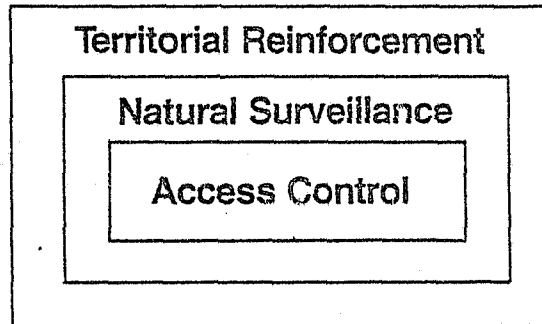 Territorial Reinforcement
Natural Surveillance
Access Control